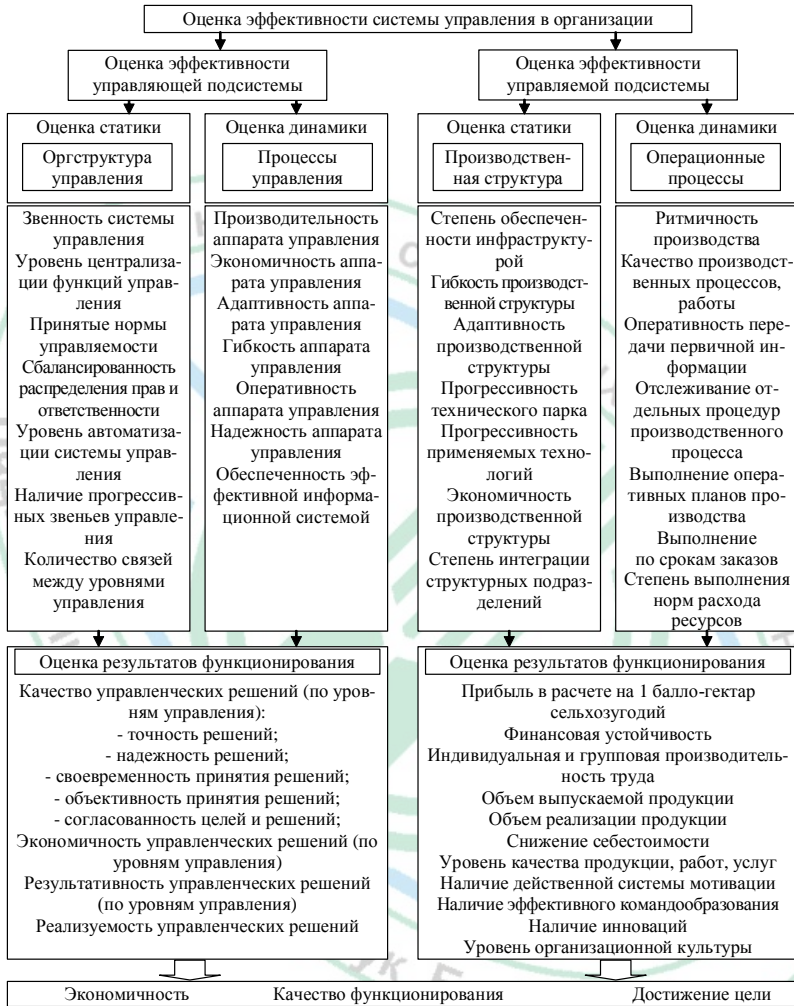 Оценка эффективности системы управления в организации
Оценка эффективности
управляющей подсистемы
Оценка эффективности
управляемой подсистемы
Оценка статики
Оргструктура
управления
Оценка динамики
Процессы
управления
Оценка статики
Производствен-
ная структура
Оценка динамики
Операционные
процессы
Звенность системы
управления
Уровень централиза-
ции функций управ-
ления
Принятые нормы
управляемости
Сбалансированность
распределения прав и
ответственности
Уровень автоматиза-
ции системы управ-
ления
Наличие прогрессив-
ных звеньев управле-
ния
Количество связей
между уровнями
управления
Производительность
аппарата управления
Экономичность аппа-
рата управления
Адаптивность аппа-
рата управления
Гибкость аппарата
управления
Оперативность
аппарата управления
Надежность аппарата
управления
Обеспеченность эф-
фективной информа-
ционной системой
Степень обеспечен-
ности инфраструкту-
рой
Гибкость производст-
венной структуры
Адаптивность
производственной
структуры
Прогрессивность
технического парка
Прогрессивность
применяемых техно-
логий
Экономичность
производственной
структуры
Степень интеграции
структурных подраз-
делений
Ритмичность
производства
Качество производст-
венных процессов,
работы
Оперативность пере-
дачи первичной ин-
формации
Отслеживание от-
дельных процедур
производственного
процесса
Выполнение опера-
тивных планов про-
изводства
Выполнение
по срокам заказов
Степень выполнения
норм расхода
ресурсов
Оценка результатов функционирования
Качество управленческих решений (по уров-
ням управления):
- точность решений;
- надежность решений;
- своевременность принятия решений;
- объективность принятия решений;
- согласованность целей и решений;
Экономичность управленческих решений (по
уровням управления)
Результативность управленческих решений
(по уровням управления)
Реализуемость управленческих решений
Оценка результатов функционирования
Прибыль в расчете на 1 балло-гектар
сельхозугодий
Финансовая устойчивость
Индивидуальная и групповая производитель-
ность труда
Объем выпускаемой продукции
Объем реализации продукции
Снижение себестоимости
Уровень качества продукции, работ, услуг
Наличие действенной системы мотивации
Наличие эффективного командообразования
Наличие инноваций
Уровень организационной культуры
Экономичность Качество функционирования Достижение цели